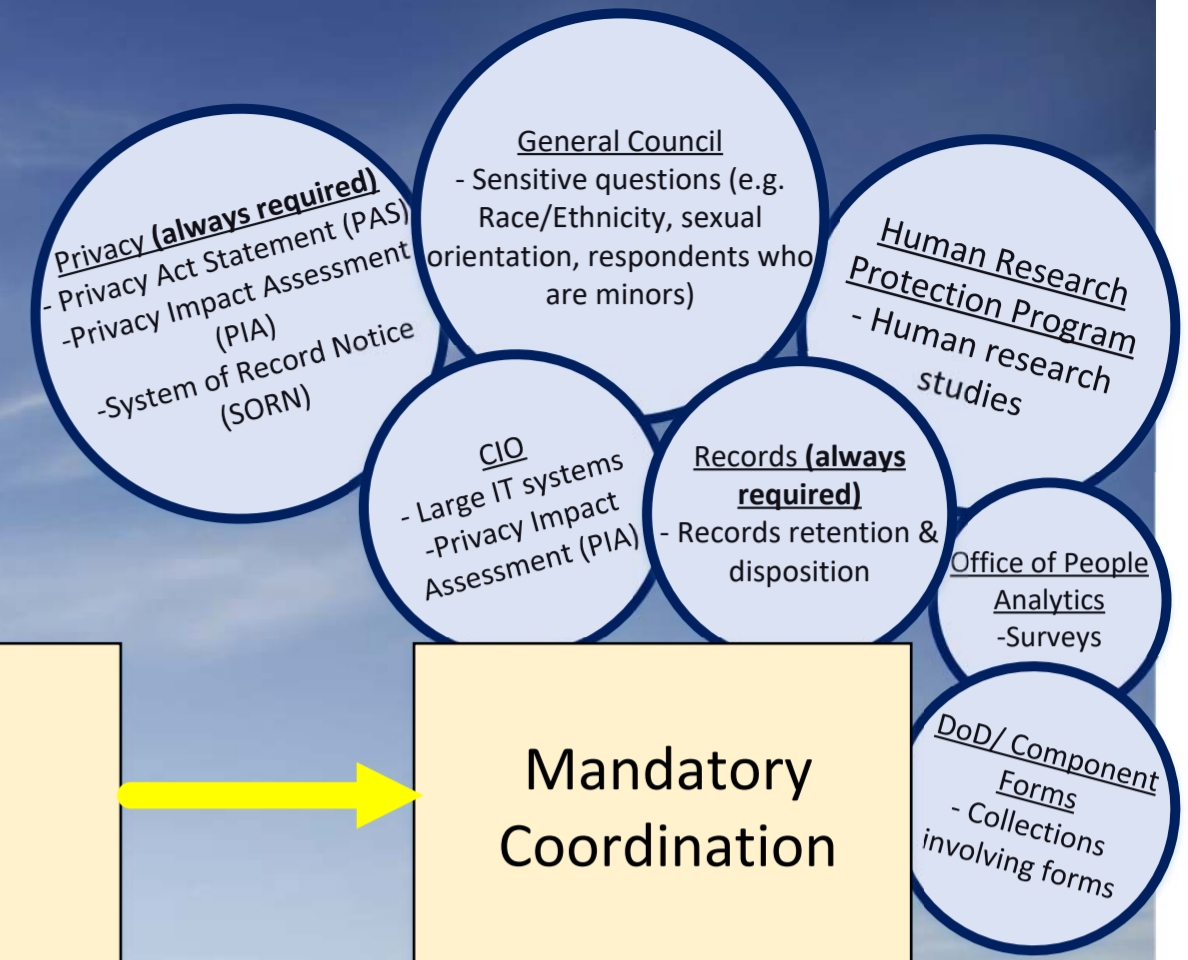 Privacy (always required)
- Privacy Act Statement (PAS)
-Privacy Impact Assessment
(PIA)
-System of Record Notice
(SORN)
General Council
- Sensitive questions (e.g.
Race/Ethnicity, sexual
orientation, respondents who
are minors)
Human Research
Protection Program
- Human research
studies
CIO
- Large IT systems
-Privacy Impact
Assessment (PIA)
Records (always
required)
- Records retention &
disposition
Office of People
Analytics
-Surveys
DoD/ Component
Forms
- Collections
involving forms
Mandatory
Coordination